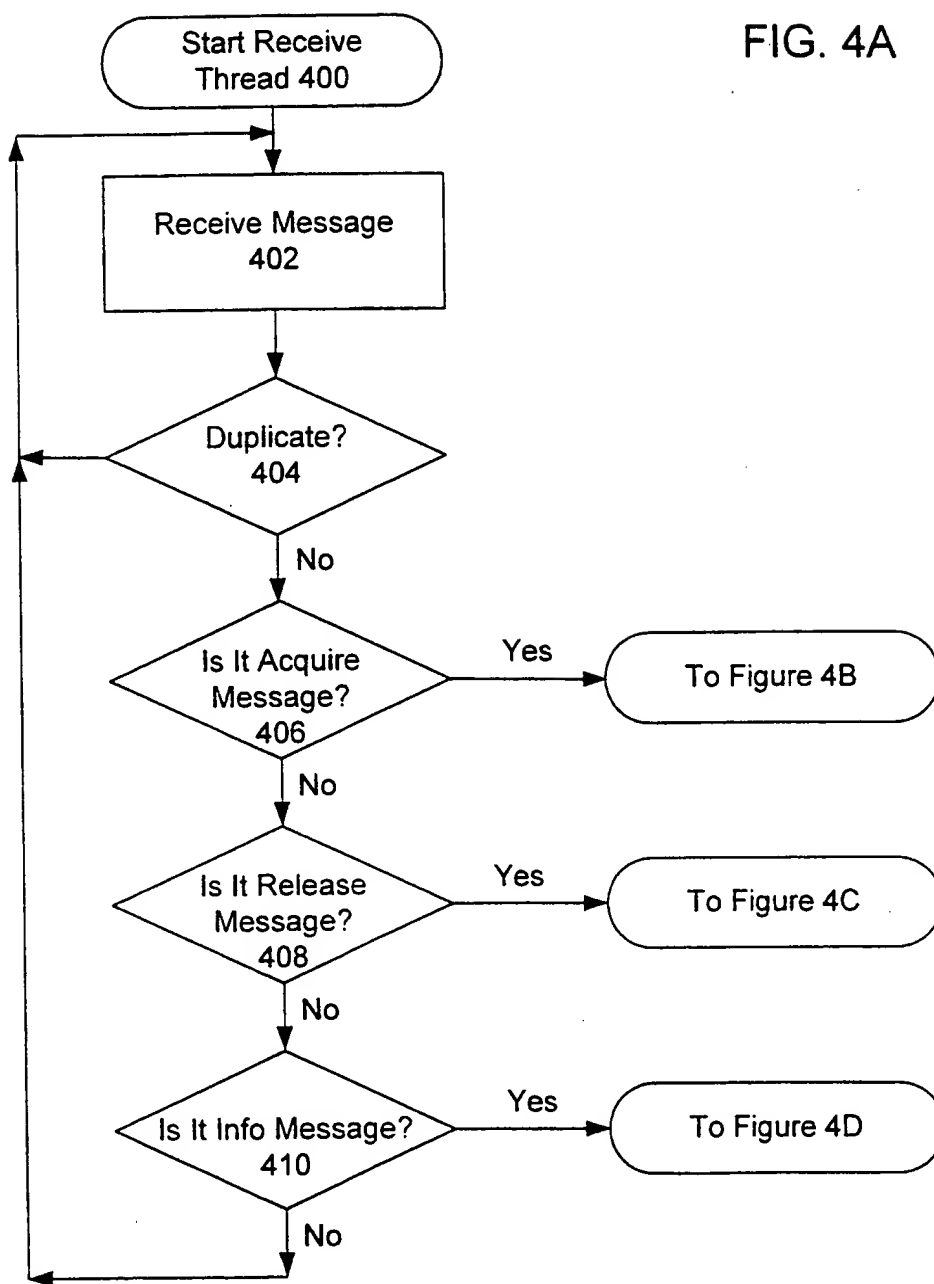 FIG. 4A
Start Receive
Thread 400
Receive Message
402
Duplicate?
404
No
Is It Acquire
Message?
406
Yes
To Figure 4B
No
Is It Release
Message?
408
Yes
To Figure 4C
No
Is It Info Message?
410
Yes
To Figure 4D
No